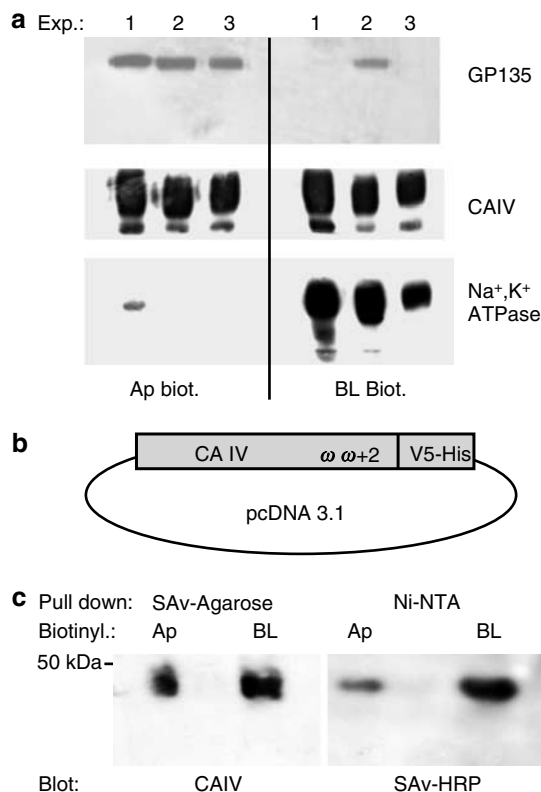 a Exp.: 1 2 3 1 2 3
GP135
CAIV
Na⁺,K⁺
ATPase
Ap biot. BL Biot.
b
CA IV ω ω+2 V5-His
pcDNA 3.1
c Pull down: SAv-Agarose Ni-NTA
Biotinyl.: Ap BL Ap BL
50 kDa
Blot: CAIV SAv-HRP